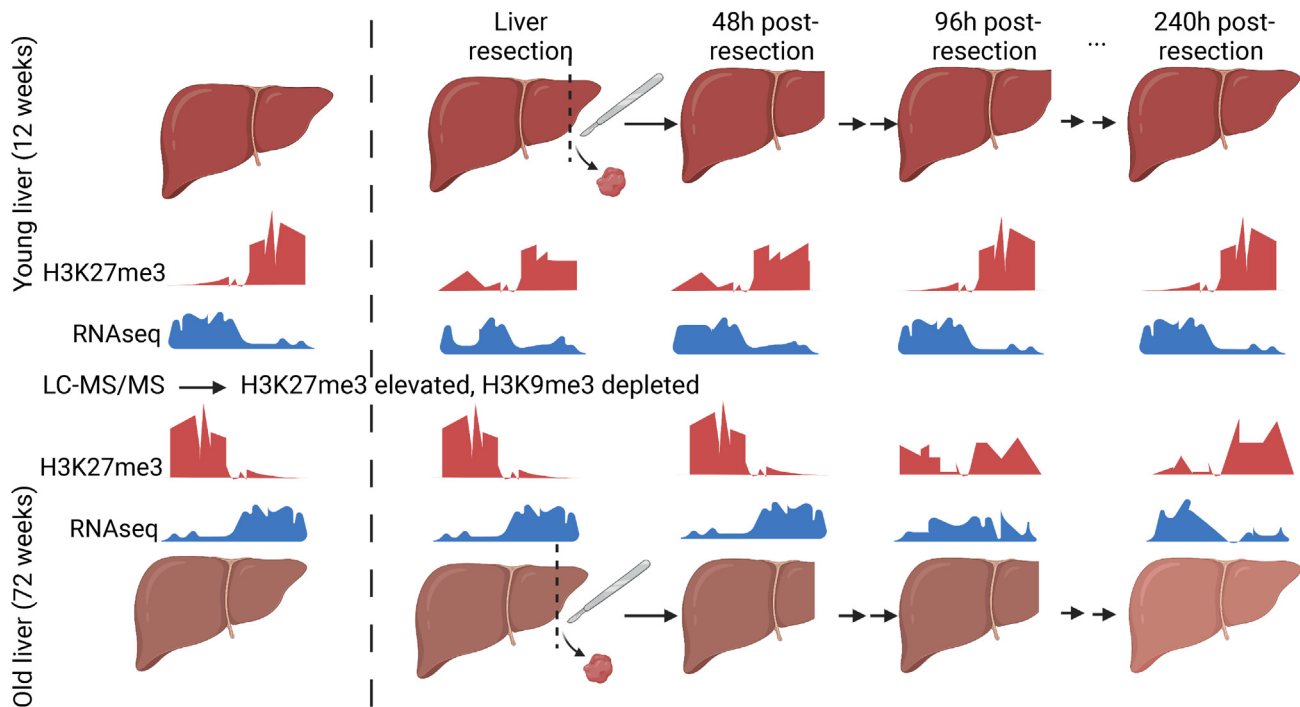 Liver
resection
48h post-
resection
96h post-
resection
...
240h post-
resection
Young liver (12 weeks)
H3K27me3
RNAseq
LC-MS/MS
H3K27me3 elevated, H3K9me3 depleted
H3K27me3
RNAseq
Old liver (72 weeks)